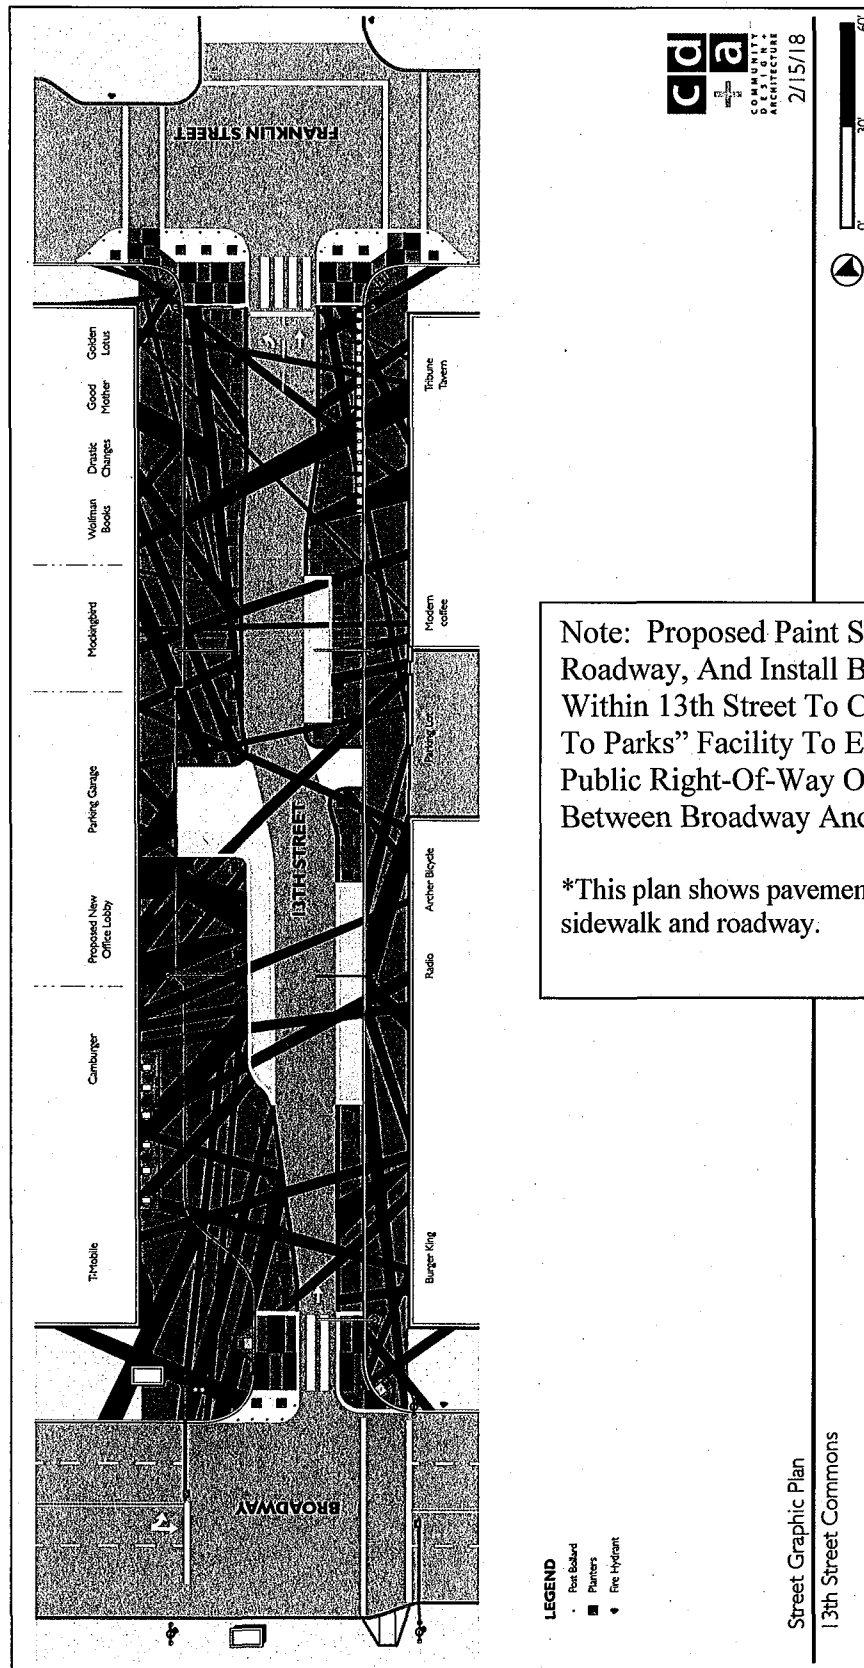 FRANKLIN STREET
Golden
Lotus
Good
Mother
Drastic
Changes
Wolfman
Books
Mockingbird
Parking Garage
Proposed New
Office Lobby
Camburger
T-Mobile
13TH STREET
Tribune
Tavern
Modern
coffee
Parking Lot
Archer Bicycle
Radio
Burger King
BROADWAY
LEGEND
Post Bollard
Planters
Fire Hydrant
Note: Proposed Paint S
Roadway, And Install B
Within 13th Street To C
To Parks” Facility To E
Public Right-Of-Way O
Between Broadway And
*This plan shows pavemen
sidewalk and roadway.
cd
+a
COMMUNITY
DESIGN +
ARCHITECTURE
2/15/18
Street Graphic Plan
13th Street Commons
0'
30'
60'